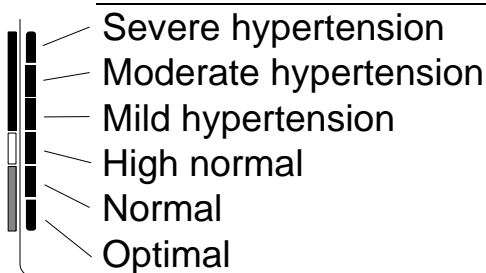 Severe hypertension
Moderate hypertension
Mild hypertension
High normal
Normal
Optimal